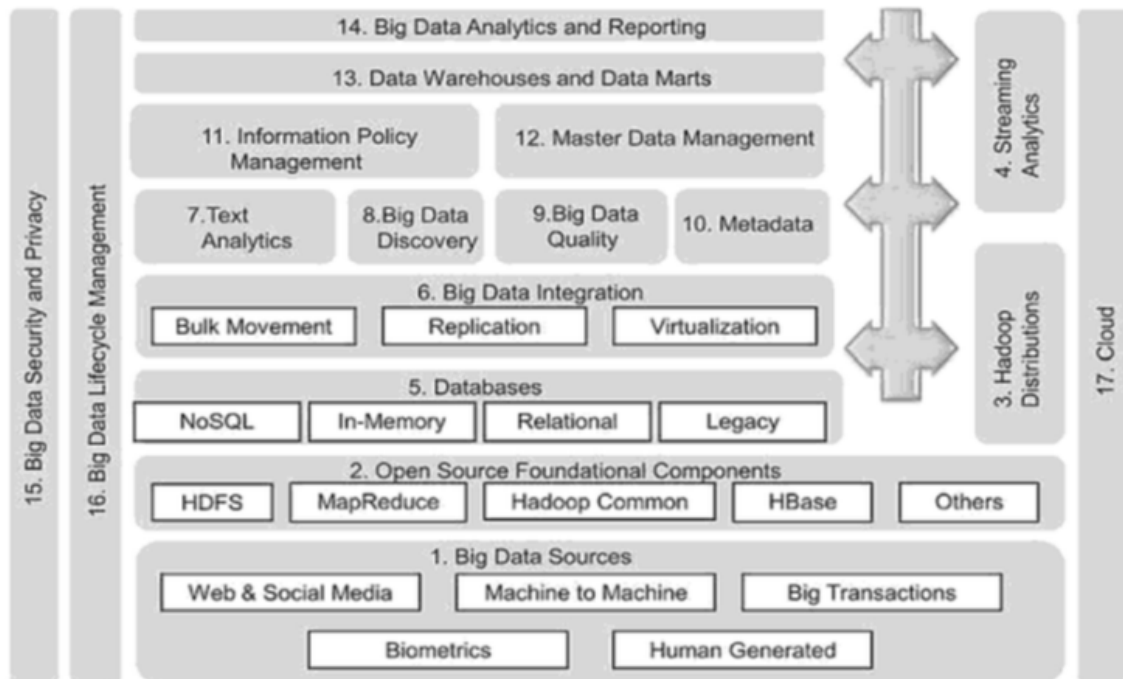 14. Big Data Analytics and Reporting
13. Data Warehouses and Data Marts
11. Information Policy
Management
12. Master Data Management
7.Text
Analytics
8.Big Data
Discovery
9.Big Data
Quality
10. Metadata
6. Big Data Integration
Bulk Movement
Replication
Virtualization
5. Databases
NoSQL
In-Memory
Relational
Legacy
2. Open Source Foundational Components
HDFS
MapReduce
Hadoop Common
HBase
Others
1. Big Data Sources
Web & Social Media
Machine to Machine
Big Transactions
Biometrics
Human Generated
15. Big Data Security and Privacy
16. Big Data Lifecycle Management
4. Streaming
Analytics
3. Hadoop
Distributions
17. Cloud